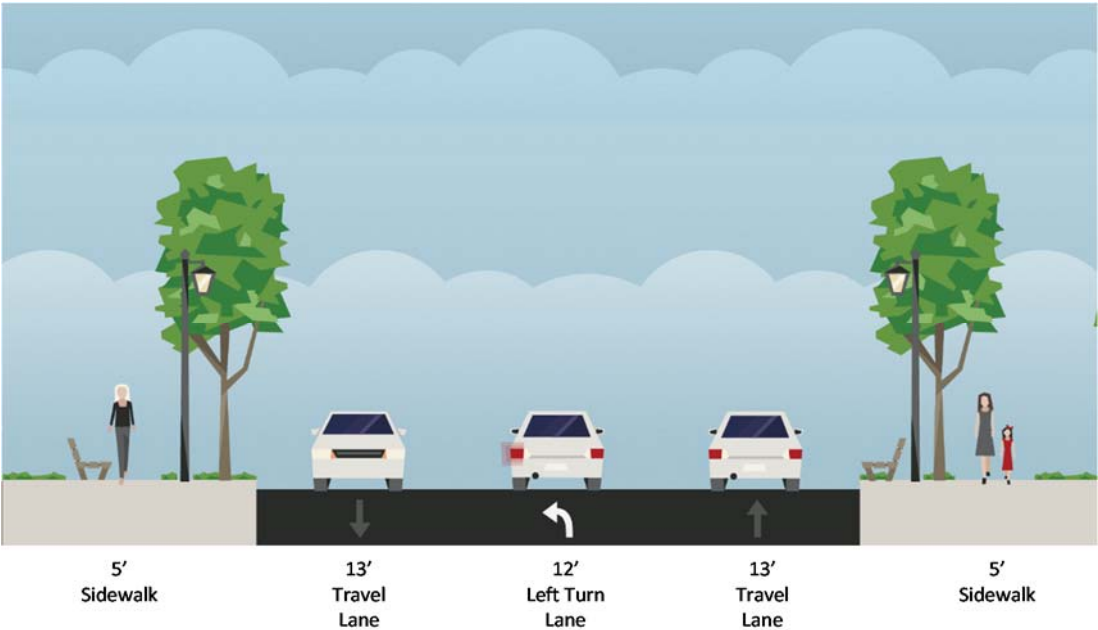 5’
Sidewalk
13’
Travel
Lane
12’
Left Turn
Lane
13’
Travel
Lane
5’
Sidewalk